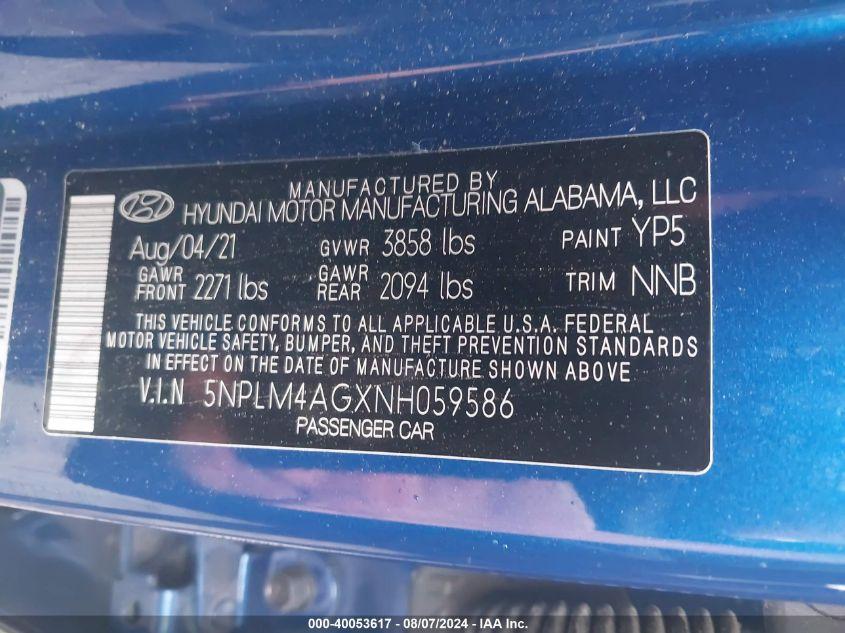 MANUFACTURED BY
HYUNDAI MOTOR MANUFACTURING ALABAMA, LLC
Aug/04/21 GVWR 3858 lbs PAINT YP5
GAWR FRONT 2271 lbs GAWR REAR 2094 lbs TRIM NNB
THIS VEHICLE CONFORMS TO ALL APPLICABLE U.S.A. FEDERAL
MOTOR VEHICLE SAFETY, BUMPER, AND THEFT PREVENTION STANDARDS
IN EFFECT ON THE DATE OF MANUFACTURE SHOWN ABOVE
V.I.N 5NPLM4AGXNH059586
PASSENGER CAR
000-40053617 - 08/07/2024 - IAA Inc.